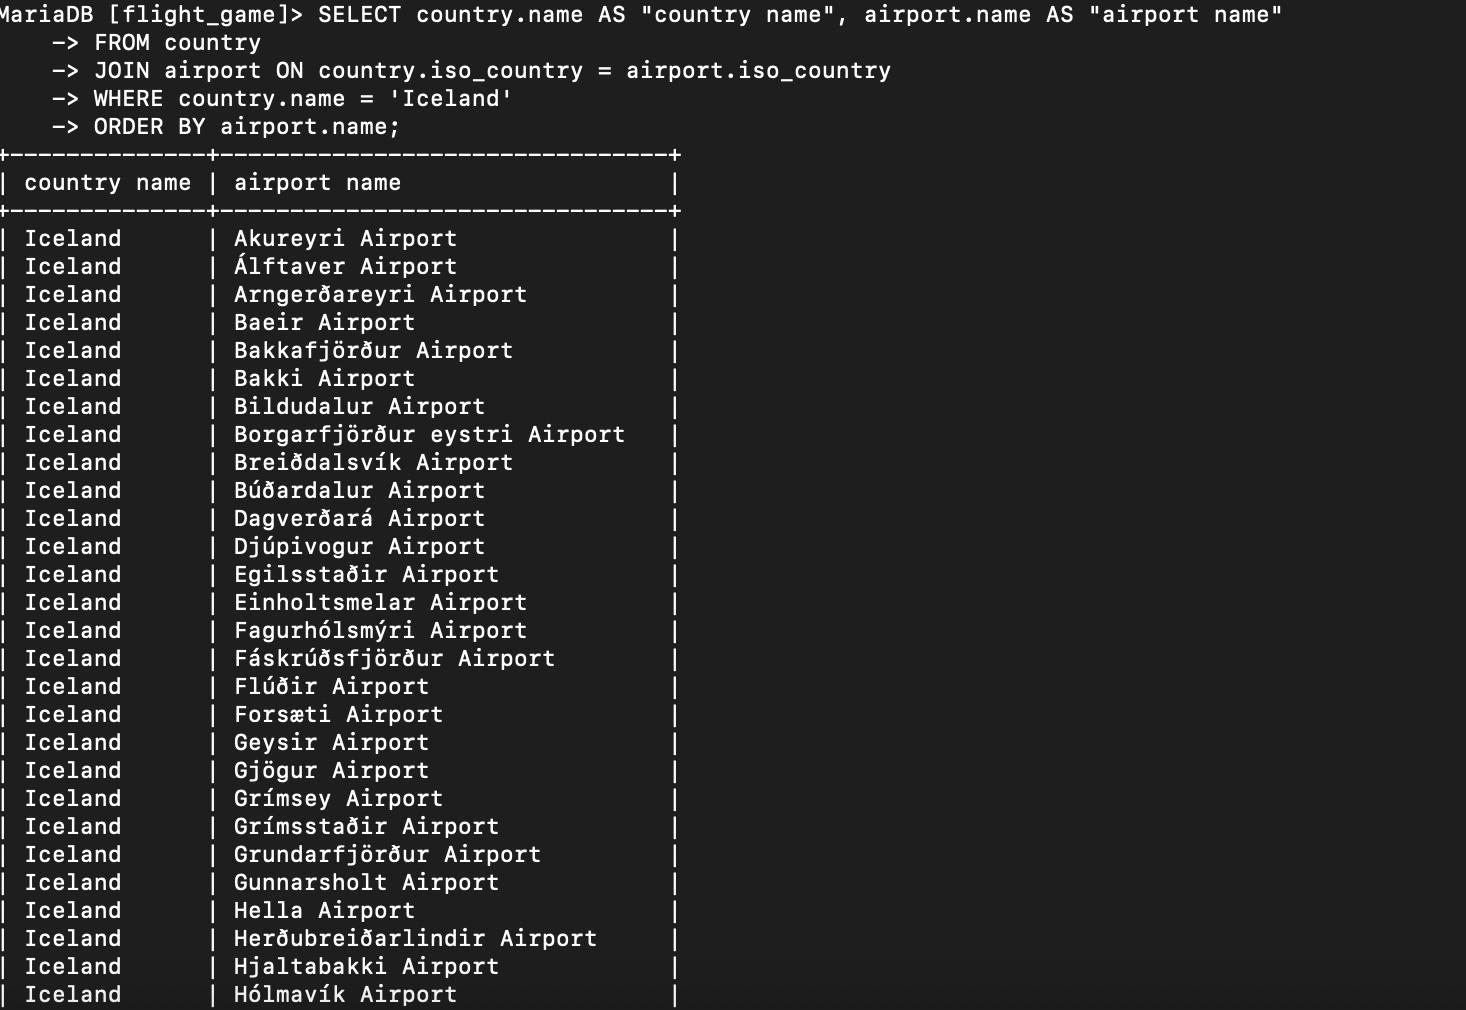 MariaDB [flight_game]> SELECT country.name AS "country name", airport.name AS "airport name"
    -> FROM country
    -> JOIN airport ON country.iso_country = airport.iso_country
    -> WHERE country.name = 'Iceland'
    -> ORDER BY airport.name;
+--------------+--------------------------------+
| country name | airport name                   |
+--------------+--------------------------------+
| Iceland      | Akureyri Airport               |
| Iceland      | Álftaver Airport               |
| Iceland      | Arngerðareyri Airport          |
| Iceland      | Baeir Airport                  |
| Iceland      | Bakkafjörður Airport           |
| Iceland      | Bakki Airport                  |
| Iceland      | Bildudalur Airport             |
| Iceland      | Borgarfjörður eystri Airport   |
| Iceland      | Breiðdalsvík Airport           |
| Iceland      | Búðardalur Airport             |
| Iceland      | Dagverðará Airport             |
| Iceland      | Djúpivogur Airport             |
| Iceland      | Egilsstaðir Airport            |
| Iceland      | Einholtsmelar Airport          |
| Iceland      | Fagurhólsmýri Airport          |
| Iceland      | Fáskrúðsfjörður Airport        |
| Iceland      | Flúðir Airport                 |
| Iceland      | Forsæti Airport                |
| Iceland      | Geysir Airport                 |
| Iceland      | Gjögur Airport                 |
| Iceland      | Grímsey Airport                |
| Iceland      | Grímsstaðir Airport            |
| Iceland      | Grundarfjörður Airport         |
| Iceland      | Gunnarsholt Airport            |
| Iceland      | Hella Airport                  |
| Iceland      | Herðubreiðarlindir Airport     |
| Iceland      | Hjaltabakki Airport            |
| Iceland      | Hólmavík Airport               |